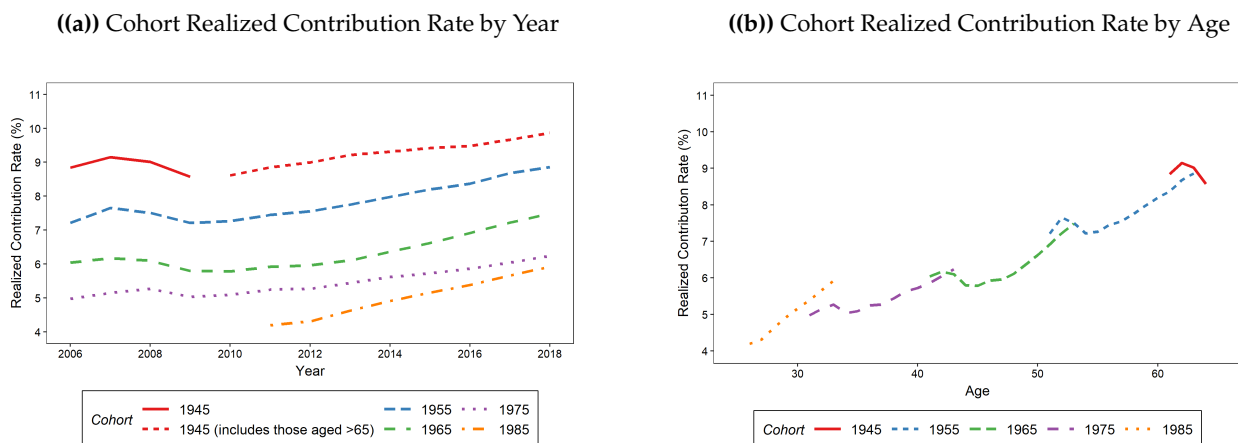 ((a)) Cohort Realized Contribution Rate by Year
Realized Contribution Rate (%)
11
10
9
8
7
6
5
4
2006 2008 2010 2012 2014 2016 2018
Year
Cohort
1945
1945 (includes those aged >65)
1955
1965
1975
1985
((b)) Cohort Realized Contribution Rate by Age
Realized Contributon Rate (%)
11
10
9
8
7
6
5
4
30 40 50 60
Age
Cohort 1945 1955 1965 1975 1985